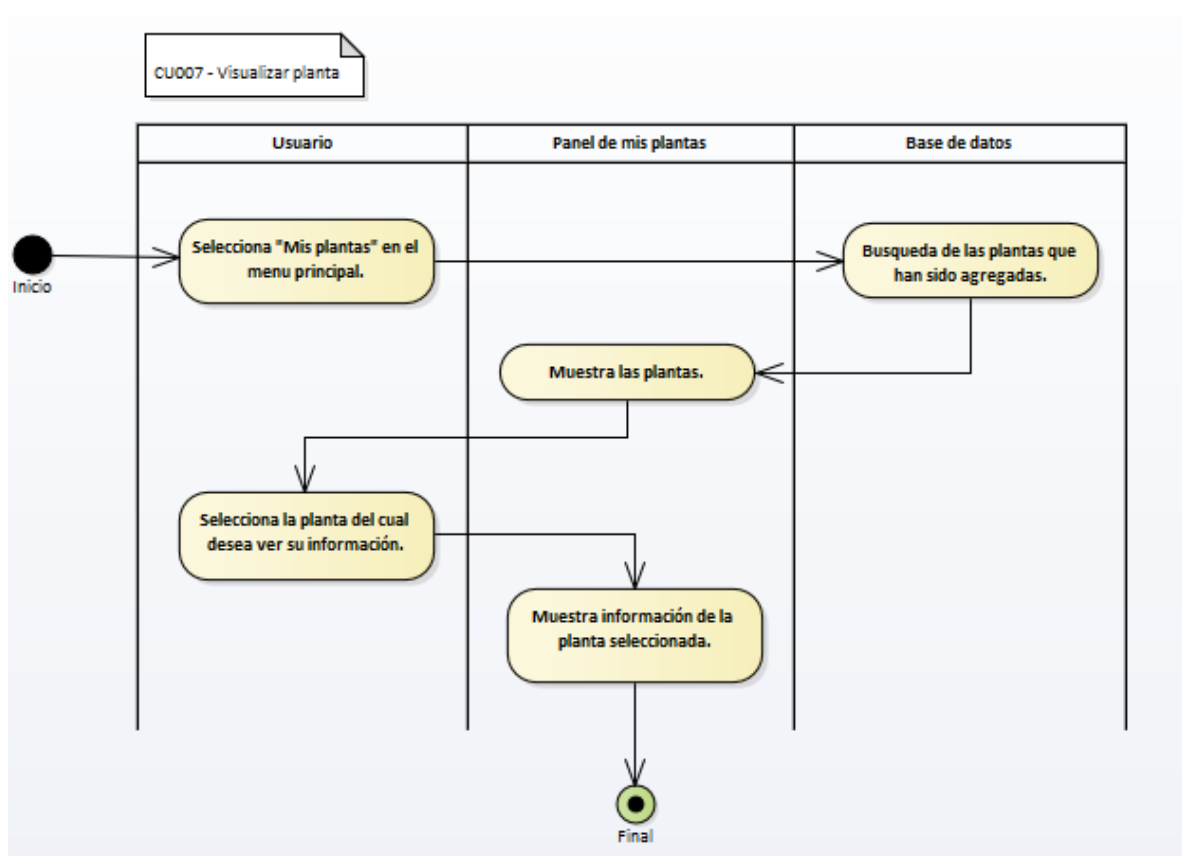 CU007 - Visualizar planta
Usuario
Panel de mis plantas
Base de datos
Inicio
Selecciona "Mis plantas" en el
menu principal.
Busqueda de las plantas que
han sido agregadas.
Muestra las plantas.
Selecciona la planta del cual
desea ver su información.
Muestra información de la
planta seleccionada.
Final